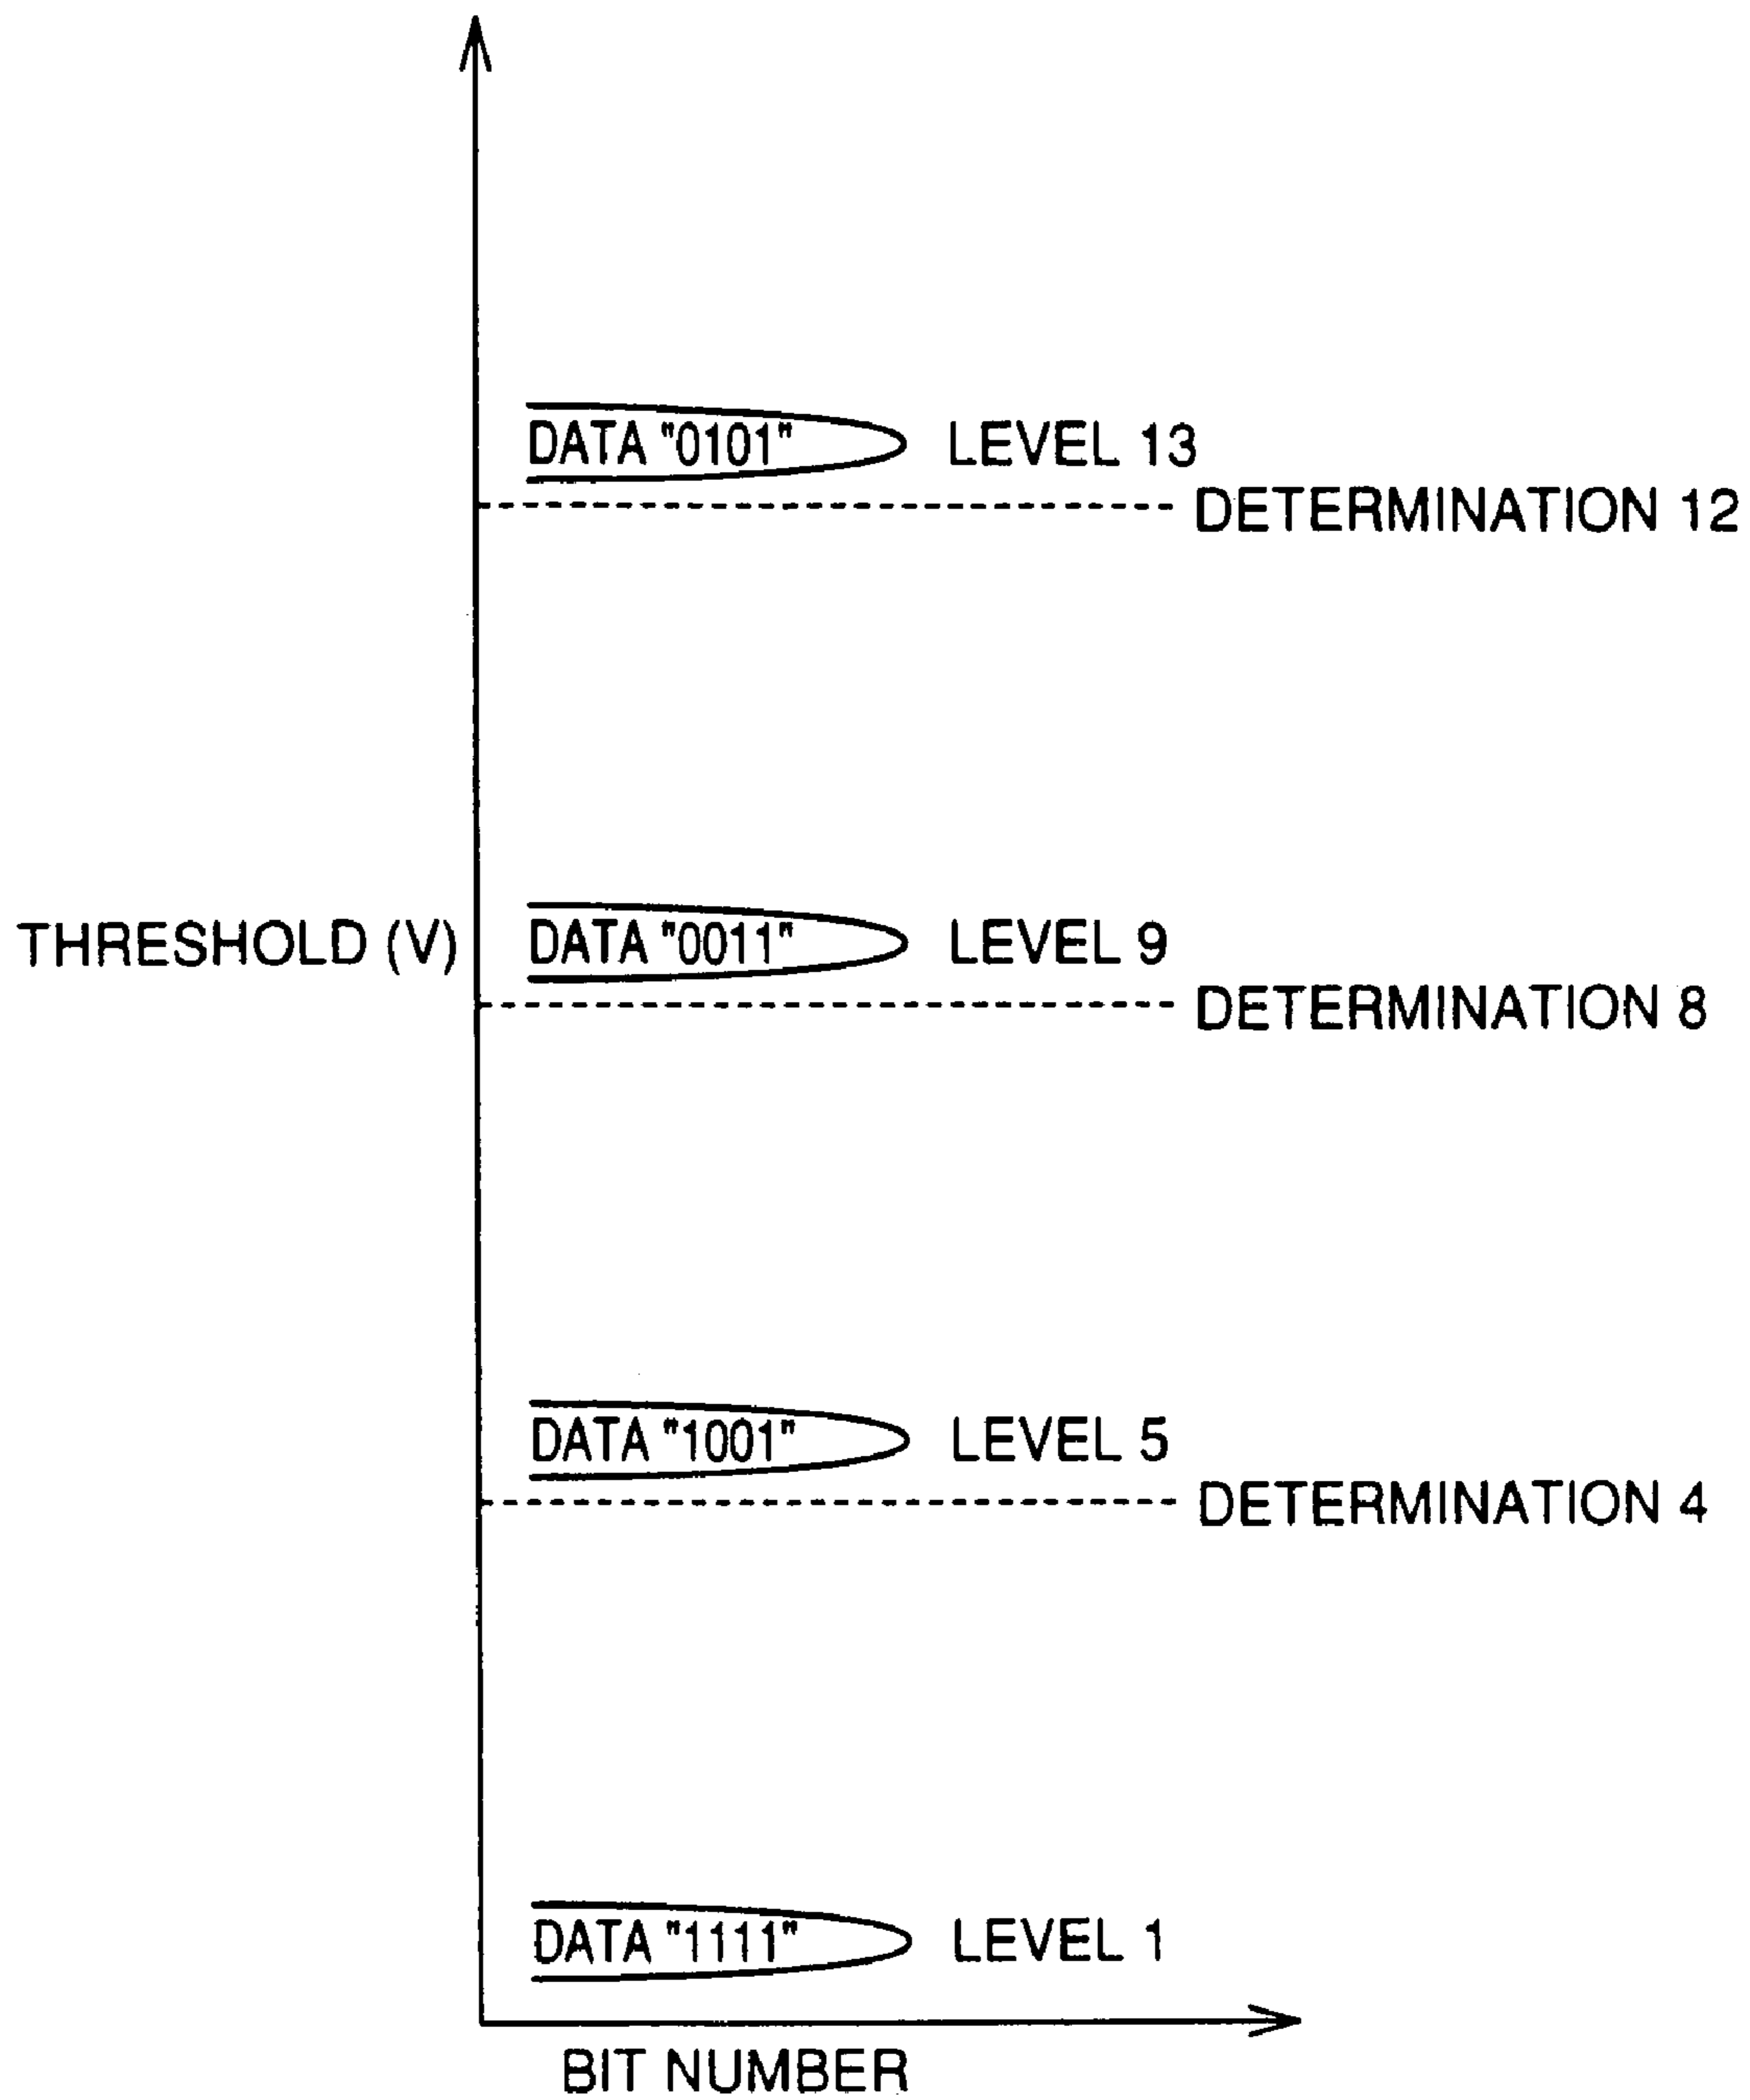 DATA "0101" LEVEL 13
DETERMINATION 12
THRESHOLD (V) DATA "0011" LEVEL 9
DETERMINATION 8
DATA "1001" LEVEL 5
DETERMINATION 4
DATA "1111" LEVEL 1
BIT NUMBER